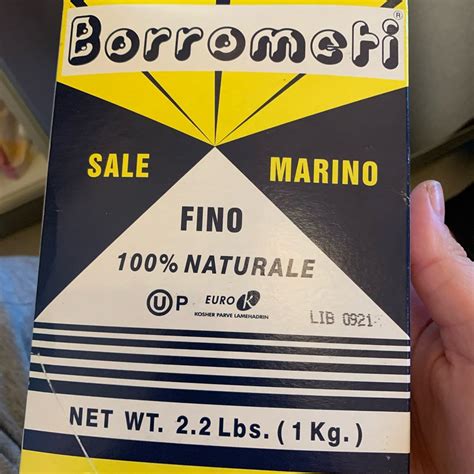 Borrometi®
SALE MARINO
FINO
100% NATURALE
U P EURO K
KOSHER PARVE LAMEHADRIN
LIB 0921
NET WT. 2.2 Lbs. (1 Kg.)